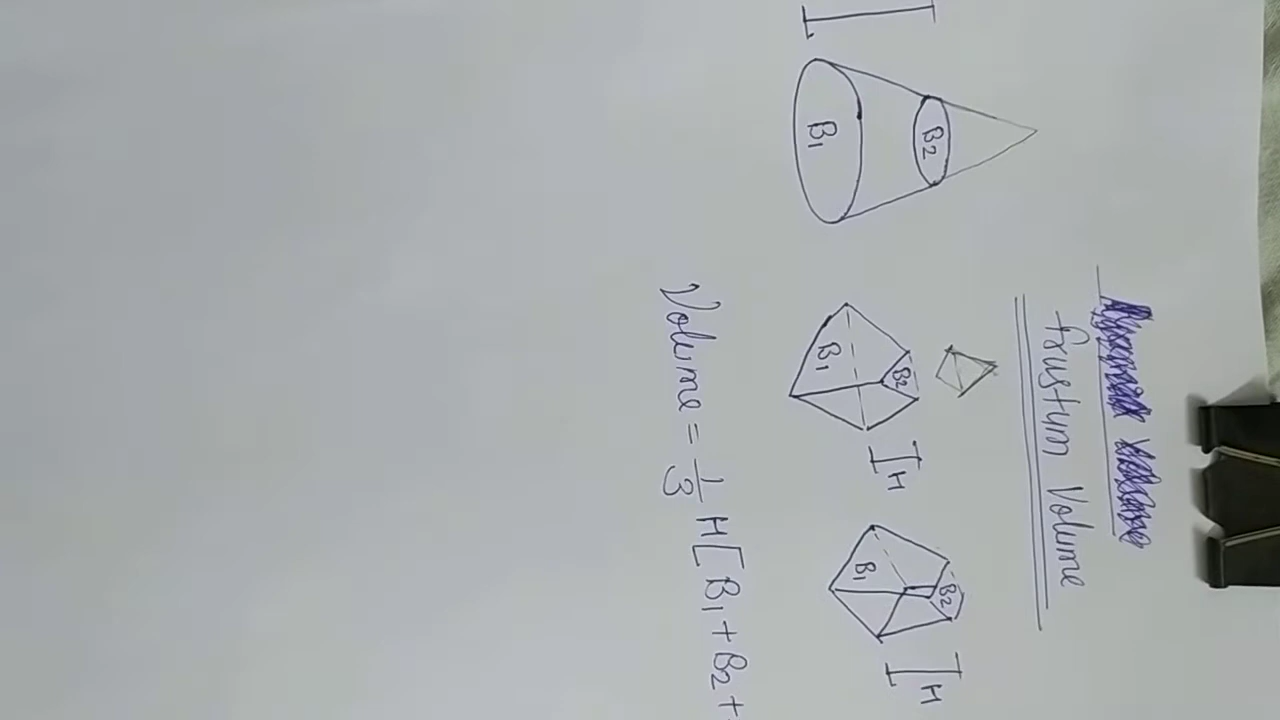 frustum Volume
B2
B1
B2
B1
H
B2
B1
H
Volume = 1/3 H[B1+B2+